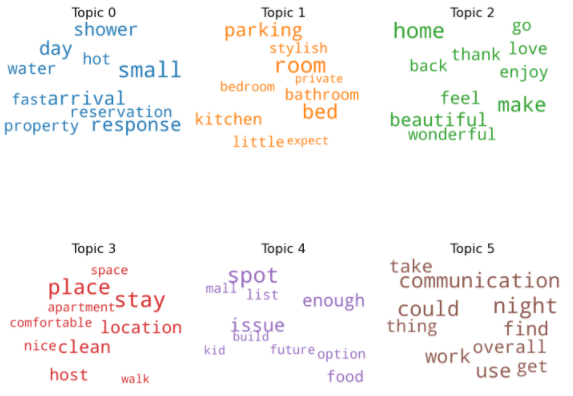 Topic 0
shower
day
hot
water
small
fast
arrival
reservation
property
response
Topic 1
parking
stylish
room
private
bedroom
bathroom
bed
kitchen
little
expect
Topic 2
home
go
thank
love
back
enjoy
feel
make
beautiful
wonderful
Topic 3
space
place
stay
apartment
comfortable
location
nice
clean
host
walk
Topic 4
spot
mall
list
enough
issue
build
kid
future
option
food
Topic 5
take
communication
could
night
thing
find
overall
work
use
get